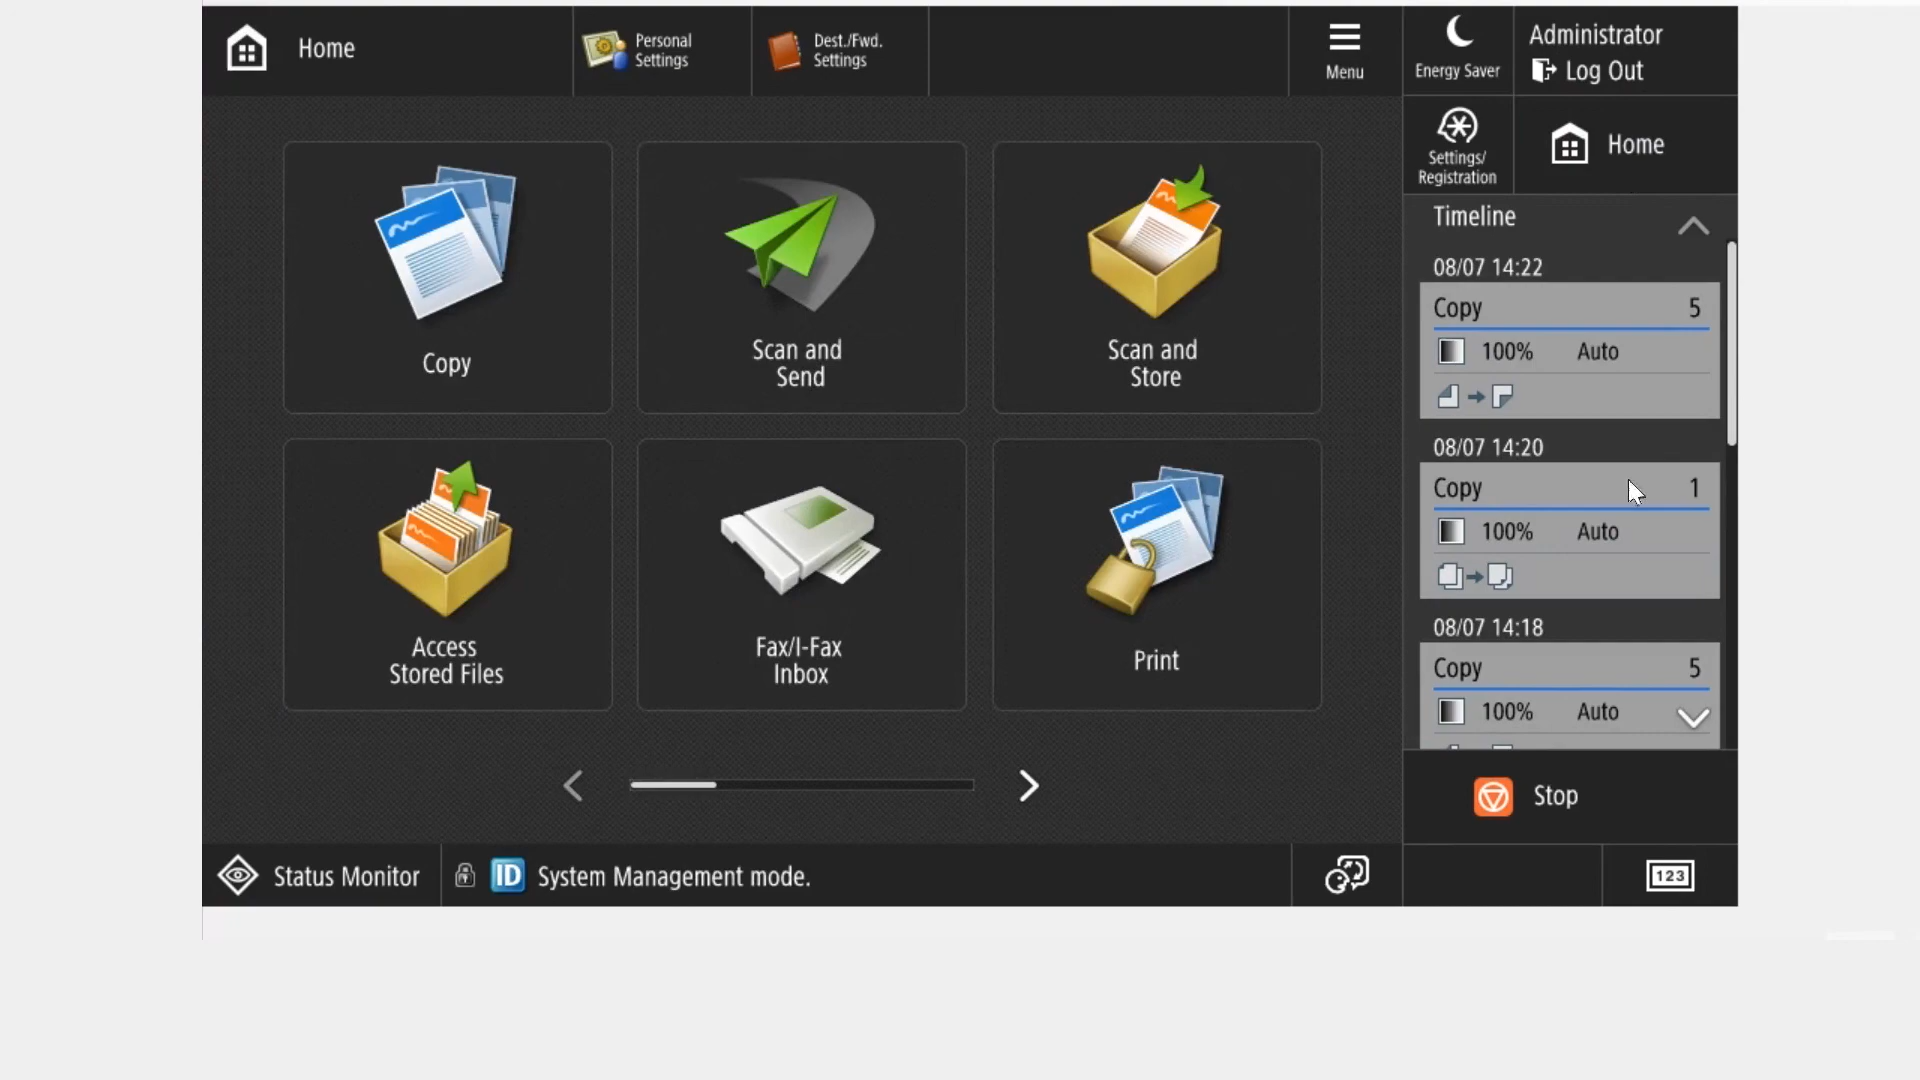 Home
Personal
Settings
Dest./Fwd.
Settings
Menu
Energy Saver
Administrator
Log Out
Settings/
Registration
Home
Copy
Scan and
Send
Scan and
Store
Access
Stored Files
Fax/I-Fax
Inbox
Print
Timeline
08/07 14:22
Copy 5
100% Auto
08/07 14:20
Copy 1
100% Auto
08/07 14:18
Copy 5
100% Auto
Stop
Status Monitor
ID System Management mode.
123